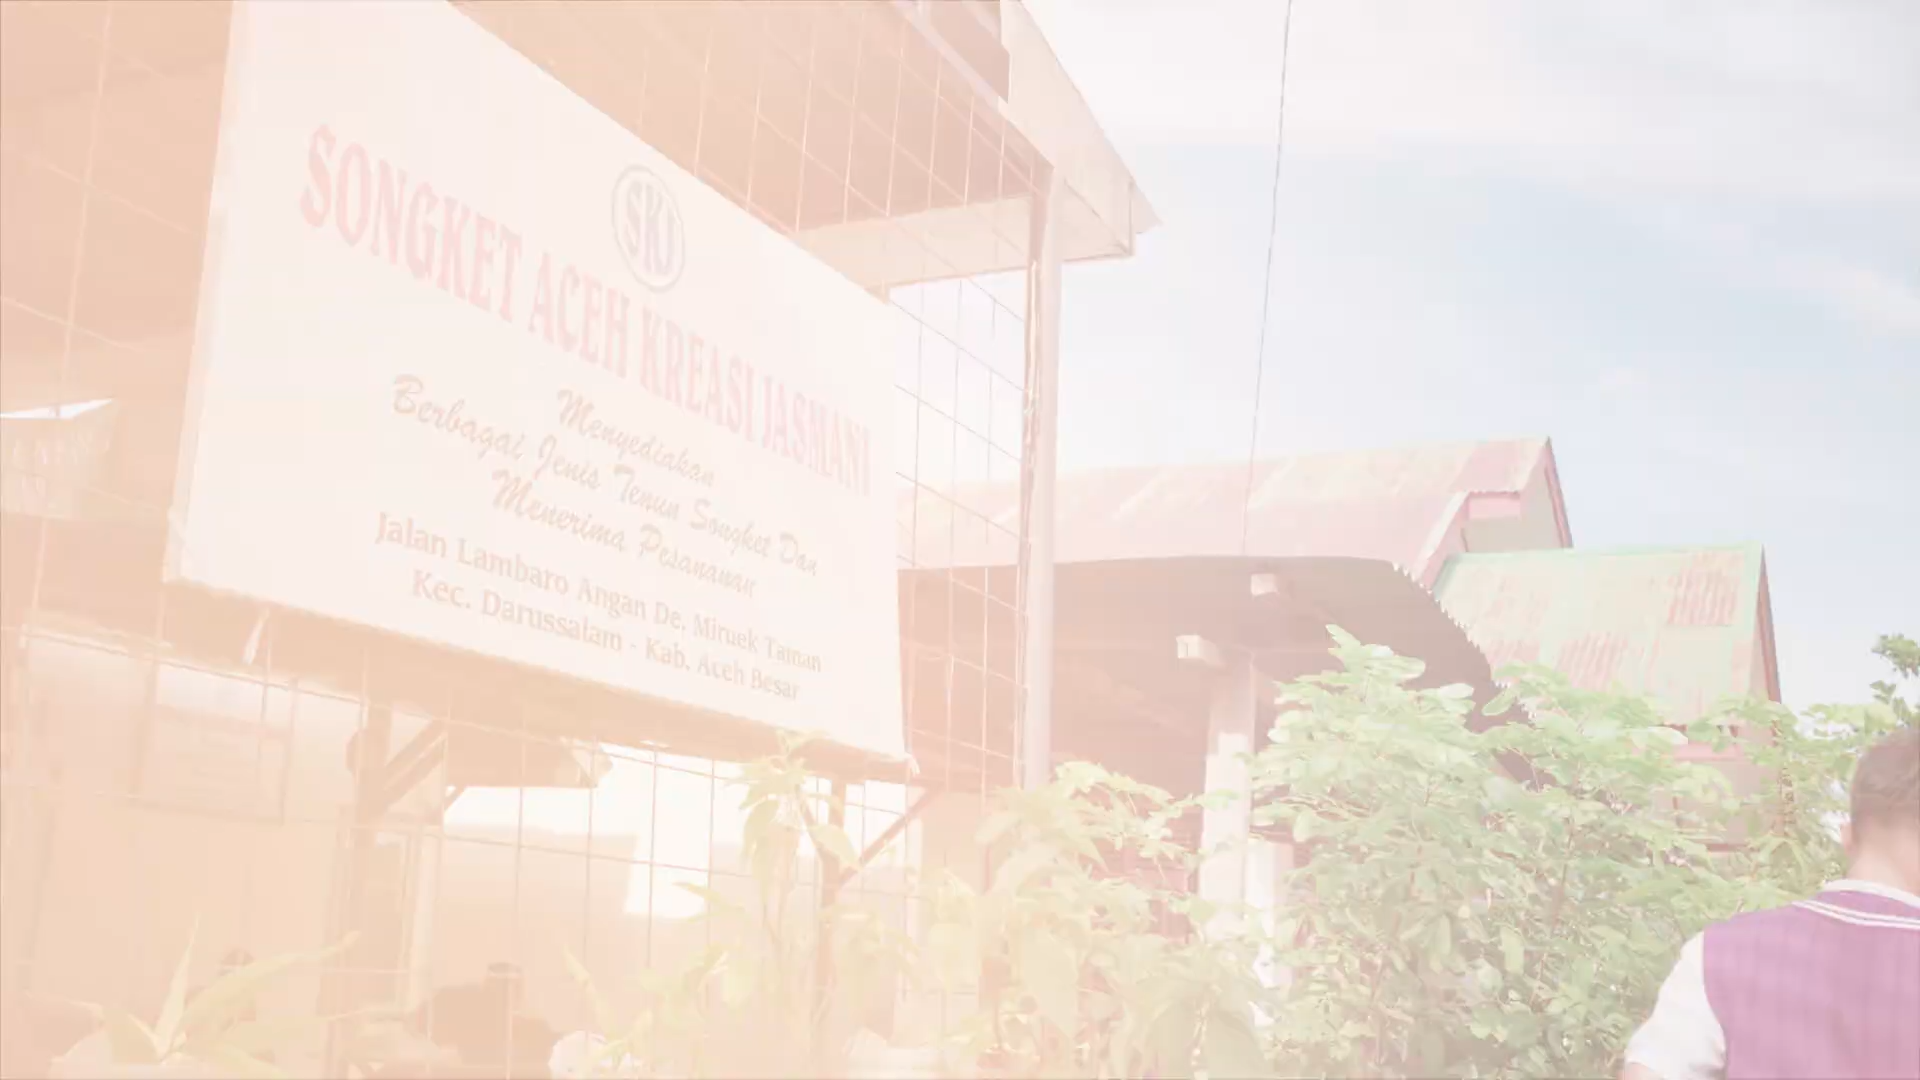 SKJ
SONGKET ACEH KREASI JASMANI
Menyediakan
Berbagai Jenis Tenun Songket Dan
Menerima Pesananan
Jalan Lambaro Angan De. Miruek Taman
Kec. Darussalam - Kab. Aceh Besar